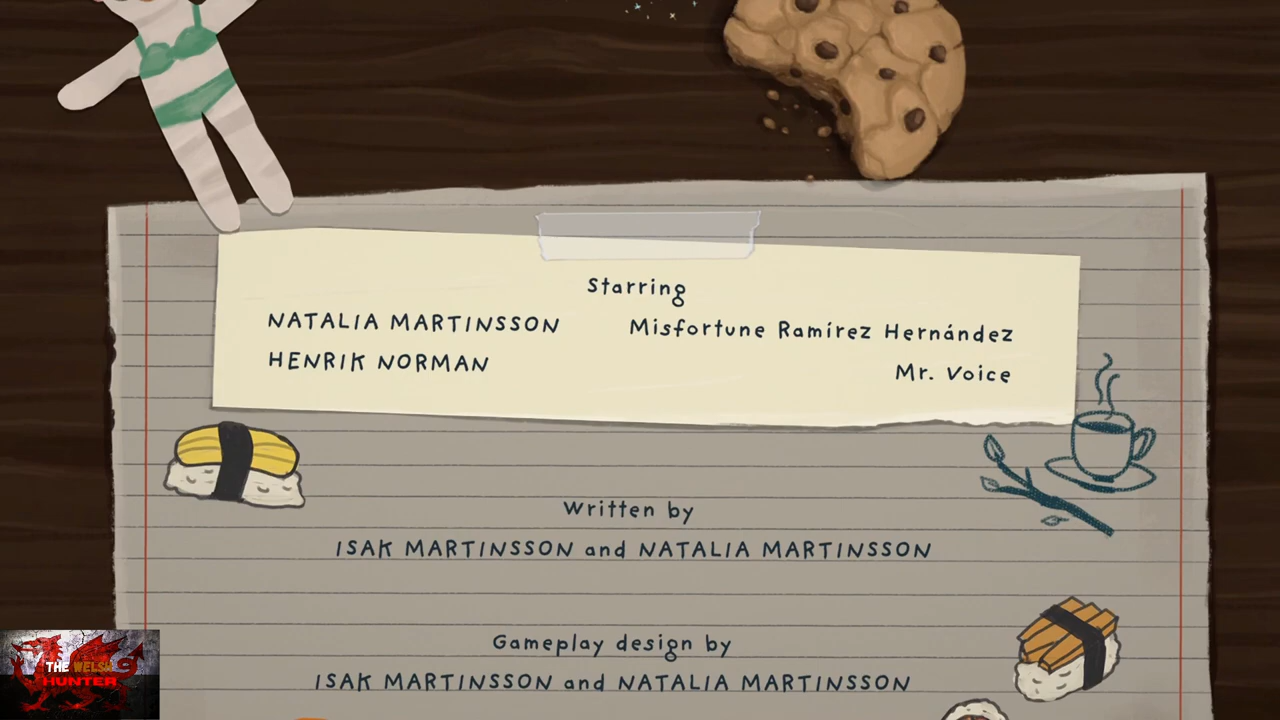 Starring
NATALIA MARTINSSON Misfortune Ramírez Hernández
HENRIK NORMAN Mr. Voice
Written by
ISAK MARTINSSON and NATALIA MARTINSSON
Gameplay design by
ISAK MARTINSSON and NATALIA MARTINSSON
THE WELSH
HUNTER